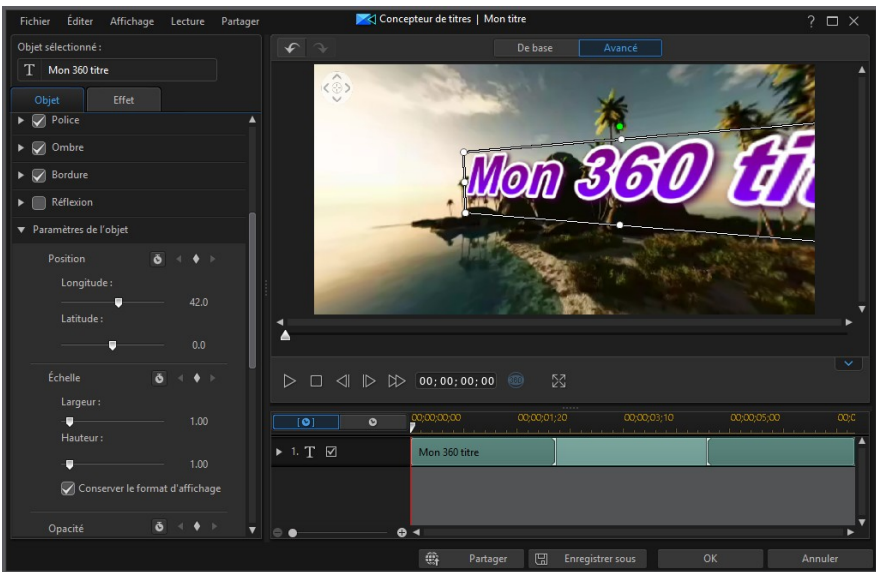 Fichier Éditer Affichage Lecture Partager
Concepteur de titres | Mon titre
?
Objet sélectionné :
T Mon 360 titre
De base Avancé
Objet Effet
Police
Ombre
Bordure
Réflexion
Paramètres de l'objet
Position
Longitude :
42.0
Latitude :
0.0
Échelle
Largeur :
1.00
Hauteur :
1.00
Conserver le format d'affichage
Opacité
Mon 360 tit
00; 00; 00; 00
00;00;00;00 00;00;01;20 00;00;03;10 00;00;05;00 00;0
1. T
Mon 360 titre
Partager Enregistrer sous OK Annuler